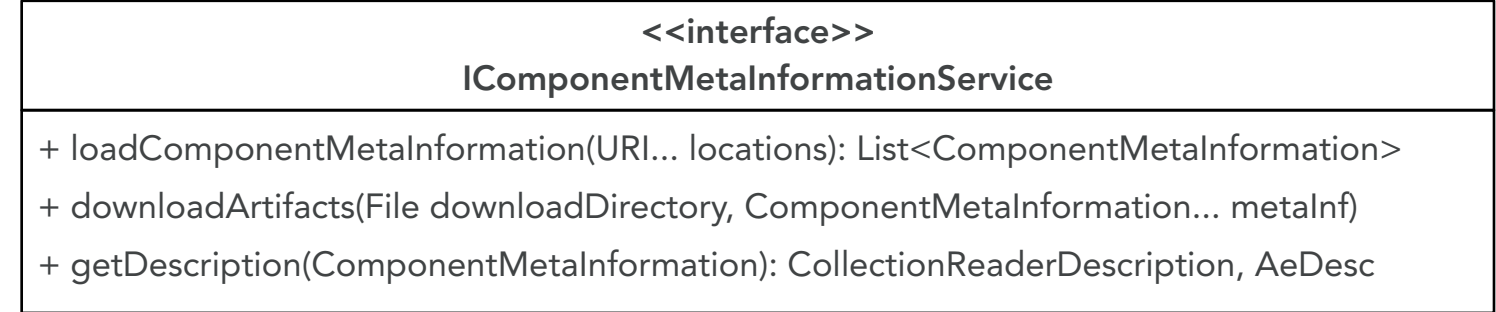 <<interface>>
IComponentMetaInformationService
+ loadComponentMetaInformation(URI... locations): List<ComponentMetaInformation>
+ downloadArtifacts(File downloadDirectory, ComponentMetaInformation... metaInf)
+ getDescription(ComponentMetaInformation): CollectionReaderDescription, AeDesc